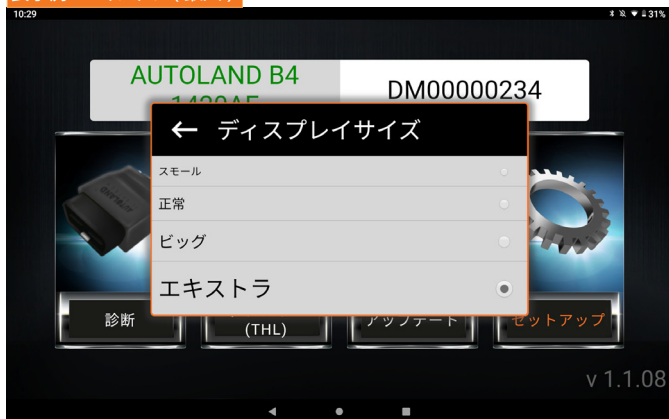 10:29
31%
AUTOLAND B4
DM00000234
← ディスプレイサイズ
スモール
正常
ビッグ
エキストラ
診断
(THL)
アップデート
セットアップ
v 1.1.08